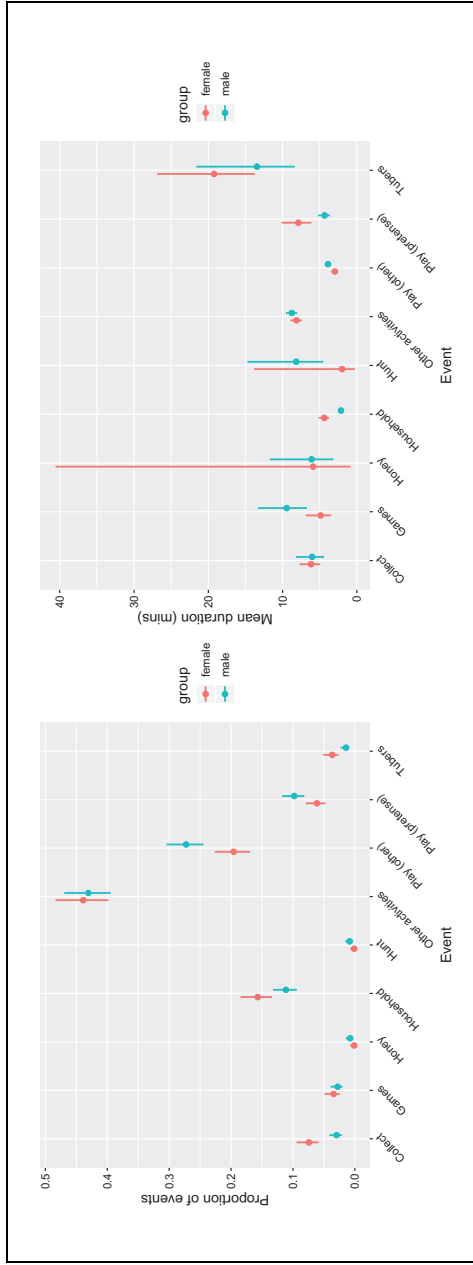 0.5
0.4
0.3
0.2
0.1
0.0
Proportion of events
Collect
Games
Honey
Household
Hunt
Other activities
Play (other)
Play (pretense)
Tubers
Event
group
female
male
40
30
20
10
0
Mean duration (mins)
Collect
Games
Honey
Household
Hunt
Other activities
Play (other)
Play (pretense)
Tubers
Event
group
female
male